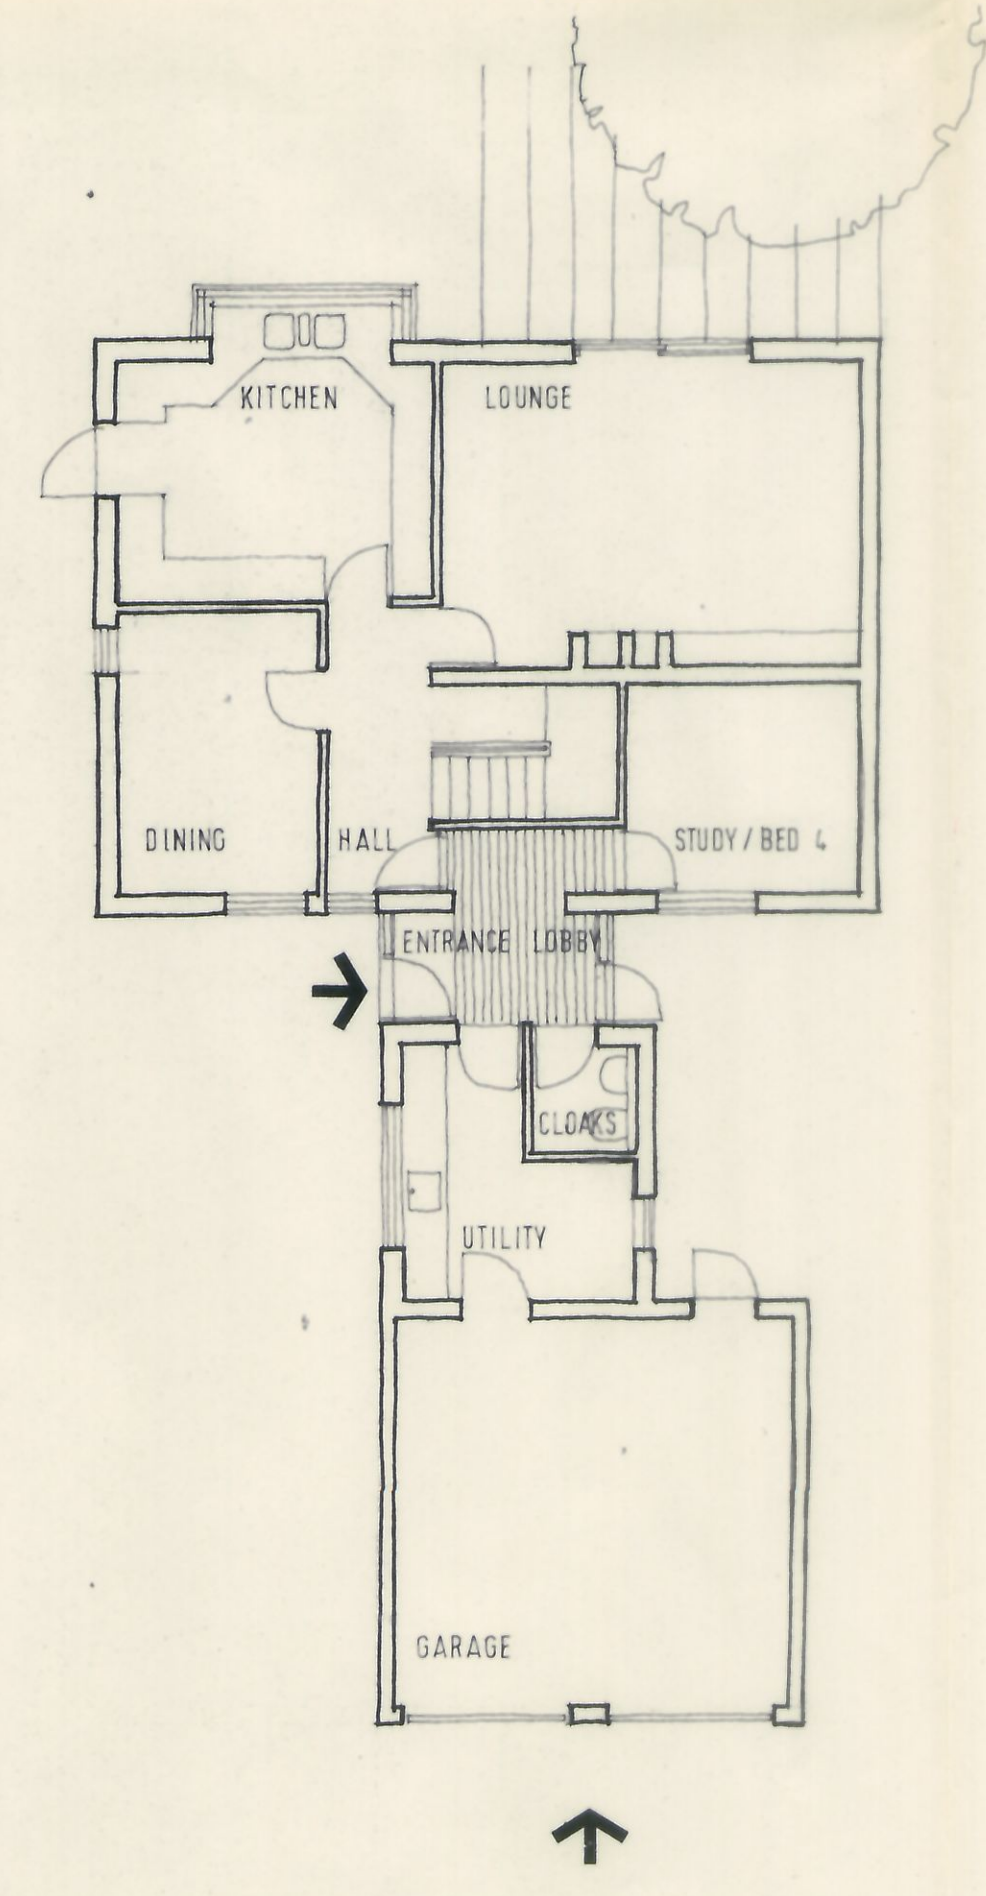 KITCHEN
LOUNGE
DINING
HALL
STUDY / BED 4
ENTRANCE LOBBY
CLOAKS
UTILITY
GARAGE